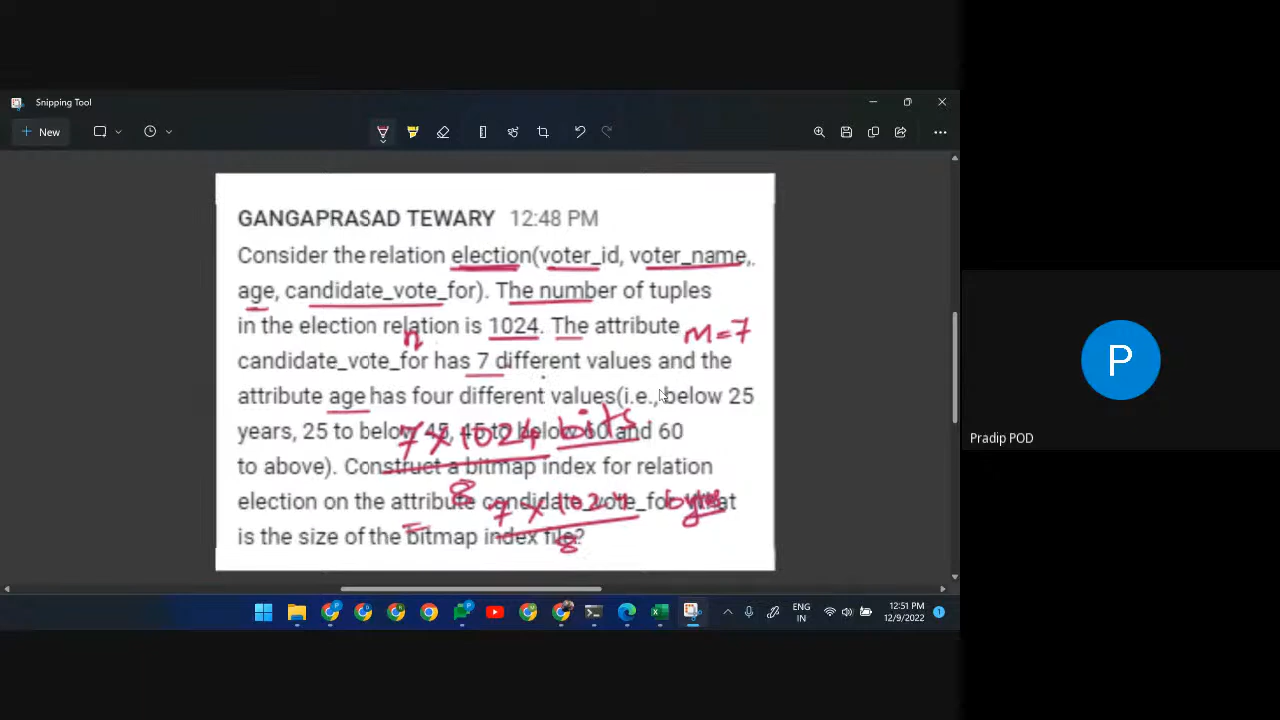 Snipping Tool
New
GANGAPRASAD TEWARY 12:48 PM
Consider the relation election(voter_id, voter_name,.
age, candidate_vote_for). The number of tuples
in the election relation is 1024. The attribute
n
m=7
candidate_vote_for has 7 different values and the
attribute age has four different values(i.e., below 25
years, 25 to below 45, 45 to below 60 and 60
7 x 1024 bits
8
to above). Construct a bitmap index for relation
election on the attribute candidate_vote_for
7 x 1024 bytes
8
is the size of the bitmap index file?
P
Pradip POD
ENG
IN
12:51 PM
12/9/2022
1